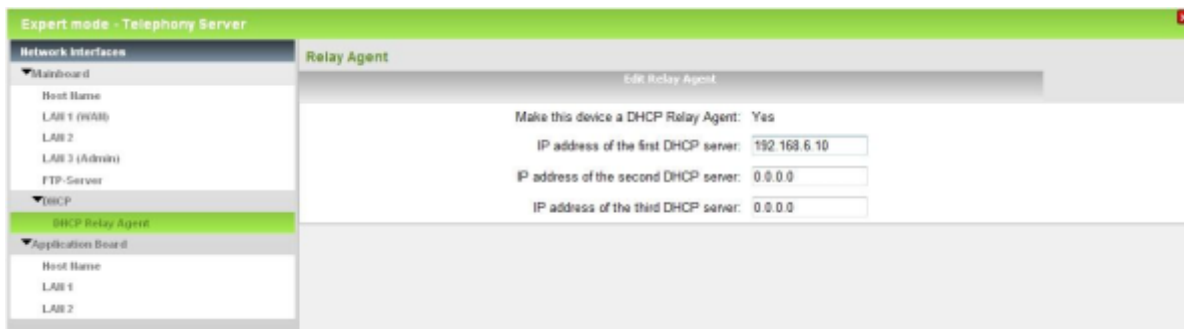 Expert mode - Telephony Server
Network Interfaces
Mainboard
Host Name
LAN 1 (WAN)
LAN 2
LAN 3 (Admin)
FTP-Server
DHCP
DHCP Relay Agent
Application Board
Host Name
LAN 1
LAN 2
Relay Agent
Edit Relay Agent
Make this device a DHCP Relay Agent: Yes
IP address of the first DHCP server: 192.168.6.10
IP address of the second DHCP server: 0.0.0.0
IP address of the third DHCP server: 0.0.0.0